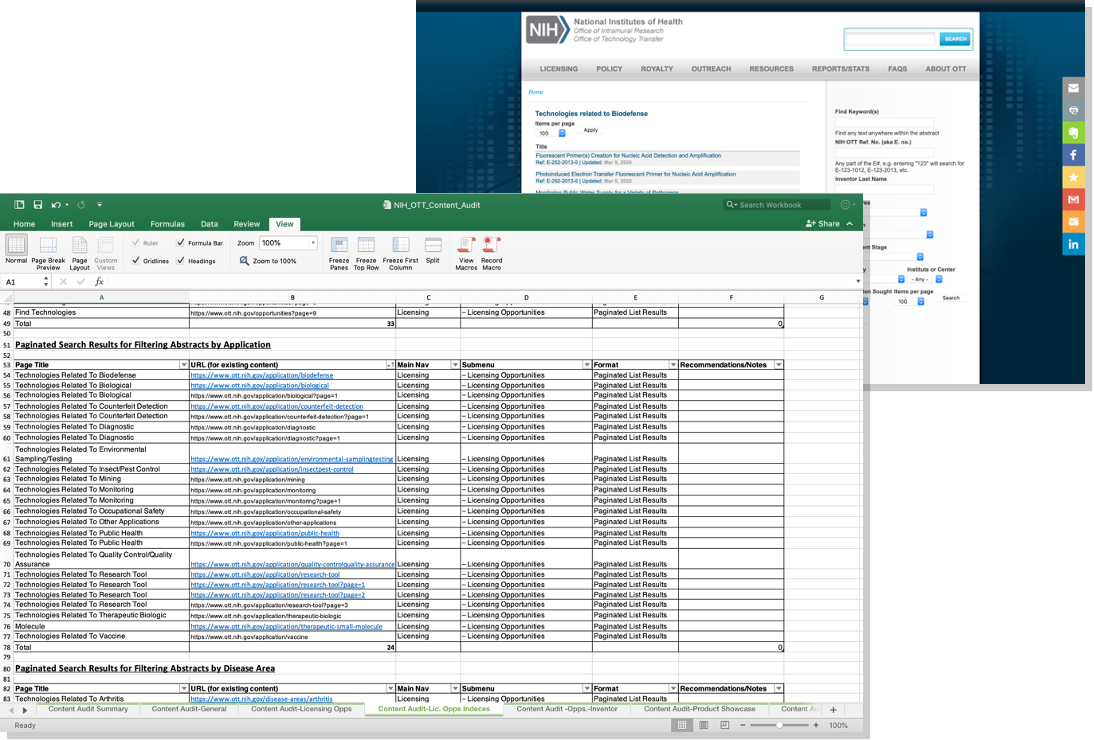 NIH
National Institutes of Health
Office of Intramural Research
Office of Technology Transfer
SEARCH
LICENSING POLICY ROYALTY OUTREACH RESOURCES REPORTS/STATS FAQS ABOUT OTT
Home
Technologies related to Biodefense
Items per page
100 Apply
Title
Fluorescent Primer(s) Creation for Nucleic Acid Detection and Amplification
Ref: E-292-2013-0 | Updated: Mar 9, 2020
Photoinduced Electron Transfer Fluorescent Primer for Nucleic Acid Amplification
Ref: E-295-2013-0 | Updated: Mar 9, 2020
Monitoring Public Water Supply for a Variety of Pathogens
Find Keyword(s)
Find any text anywhere within the abstract
NIH OTT Ref. No. (aka E. no.)
Any part of the E#. e.g. entering "123" will search for
E-123-1012, E-123-2013, etc.
Inventor Last Name
nt Stage
Institute or Center
- Any -
on Sought Items per page
100 Search
NIH_OTT_Content_Audit
Search Workbook
Home Insert Page Layout Formulas Data Review View
Share
Normal Page Break Preview Page Layout Custom Views
Ruler Formula Bar
Gridlines Headings
Zoom 100%
Zoom to 100%
Freeze Panes Freeze Top Row Freeze First Column Split
View Macros Record Macro
A1 fx
A B C D E F G
48 Find Technologies https://www.ott.nih.gov/opportunities?page=9 Licensing – Licensing Opportunities Paginated List Results
49 Total 33 0
50
51 Paginated Search Results for Filtering Abstracts by Application
52
53 Page Title URL (for existing content) Main Nav Submenu Format Recommendations/Notes
54 Technologies Related To Biodefense https://www.ott.nih.gov/application/biodefense Licensing – Licensing Opportunities Paginated List Results
55 Technologies Related To Biological https://www.ott.nih.gov/application/biological Licensing – Licensing Opportunities Paginated List Results
56 Technologies Related To Biological https://www.ott.nih.gov/application/biological?page=1 Licensing – Licensing Opportunities Paginated List Results
57 Technologies Related To Counterfeit Detection https://www.ott.nih.gov/application/counterfeit-detection Licensing – Licensing Opportunities Paginated List Results
58 Technologies Related To Counterfeit Detection https://www.ott.nih.gov/application/counterfeit-detection?page=1 Licensing – Licensing Opportunities Paginated List Results
59 Technologies Related To Diagnostic https://www.ott.nih.gov/application/diagnostic Licensing – Licensing Opportunities Paginated List Results
60 Technologies Related To Diagnostic https://www.ott.nih.gov/application/diagnostic?page=1 Licensing – Licensing Opportunities Paginated List Results
Technologies Related To Environmental
61 Sampling/Testing https://www.ott.nih.gov/application/environmental-samplingtesting Licensing – Licensing Opportunities Paginated List Results
62 Technologies Related To Insect/Pest Control https://www.ott.nih.gov/application/insectpest-control Licensing – Licensing Opportunities Paginated List Results
63 Technologies Related To Mining https://www.ott.nih.gov/application/mining Licensing – Licensing Opportunities Paginated List Results
64 Technologies Related To Monitoring https://www.ott.nih.gov/application/monitoring Licensing – Licensing Opportunities Paginated List Results
65 Technologies Related To Monitoring https://www.ott.nih.gov/application/monitoring?page=1 Licensing – Licensing Opportunities Paginated List Results
66 Technologies Related To Occupational Safety https://www.ott.nih.gov/application/occupational-safety Licensing – Licensing Opportunities Paginated List Results
67 Technologies Related To Other Applications https://www.ott.nih.gov/application/other-applications Licensing – Licensing Opportunities Paginated List Results
68 Technologies Related To Public Health https://www.ott.nih.gov/application/public-health Licensing – Licensing Opportunities Paginated List Results
69 Technologies Related To Public Health https://www.ott.nih.gov/application/public-health?page=1 Licensing – Licensing Opportunities Paginated List Results
Technologies Related To Quality Control/Quality
70 Assurance https://www.ott.nih.gov/application/quality-controlquality-assurance Licensing – Licensing Opportunities Paginated List Results
71 Technologies Related To Research Tool https://www.ott.nih.gov/application/research-tool Licensing – Licensing Opportunities Paginated List Results
72 Technologies Related To Research Tool https://www.ott.nih.gov/application/research-tool?page=1 Licensing – Licensing Opportunities Paginated List Results
73 Technologies Related To Research Tool https://www.ott.nih.gov/application/research-tool?page=2 Licensing – Licensing Opportunities Paginated List Results
74 Technologies Related To Research Tool https://www.ott.nih.gov/application/research-tool?page=3 Licensing – Licensing Opportunities Paginated List Results
75 Technologies Related To Therapeutic Biologic https://www.ott.nih.gov/application/therapeutic-biologic Licensing – Licensing Opportunities Paginated List Results
76 Molecule https://www.ott.nih.gov/application/therapeutic-small-molecule Licensing – Licensing Opportunities Paginated List Results
77 Technologies Related To Vaccine https://www.ott.nih.gov/application/vaccine Licensing – Licensing Opportunities Paginated List Results
78 Total 24 0
79
80 Paginated Search Results for Filtering Abstracts by Disease Area
81
82 Page Title URL (for existing content) Main Nav Submenu Format Recommendations/Notes
83 Technologies Related To Arthritis https://www.ott.nih.gov/disease-areas/arthritis Licensing – Licensing Opportunities Paginated List Results
Content Audit Summary Content Audit-General Content Audit-Licensing Opps Content Audit-Lic. Opps Indeces Content Audit -Opps.-Inventor Content Audit-Product Showcase Content Au
Ready 100%